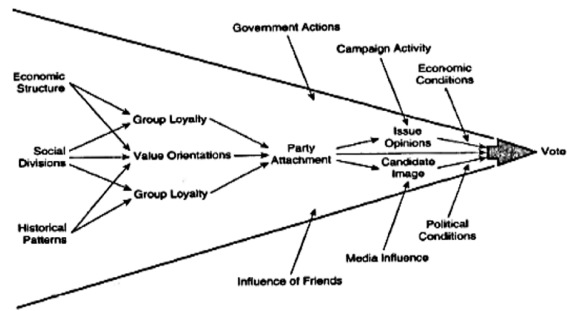 Government Actions
Campaign Activity
Economic
Conditions
Economic
Structure
Group Loyalty
Social
Divisions
Value Orientations
Party
Attachment
Issue
Opinions
Candidate
Image
Vote
Group Loyalty
Historical
Patterns
Political
Conditions
Media Influence
Influence of Friends